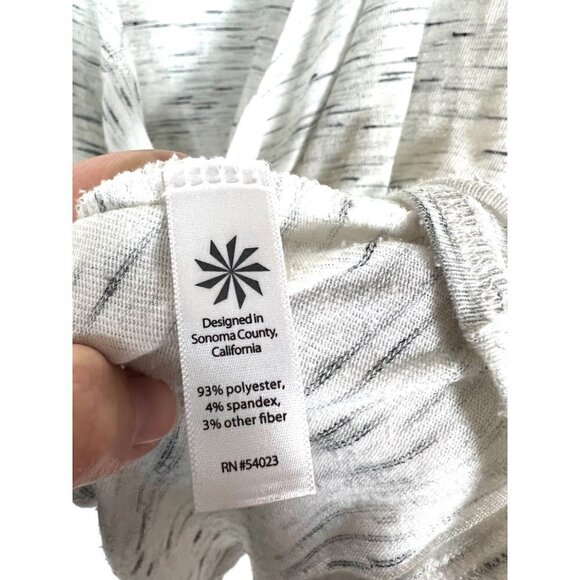 Designed in
Sonoma County,
California
93% polyester,
4% spandex,
3% other fiber
RN #54023